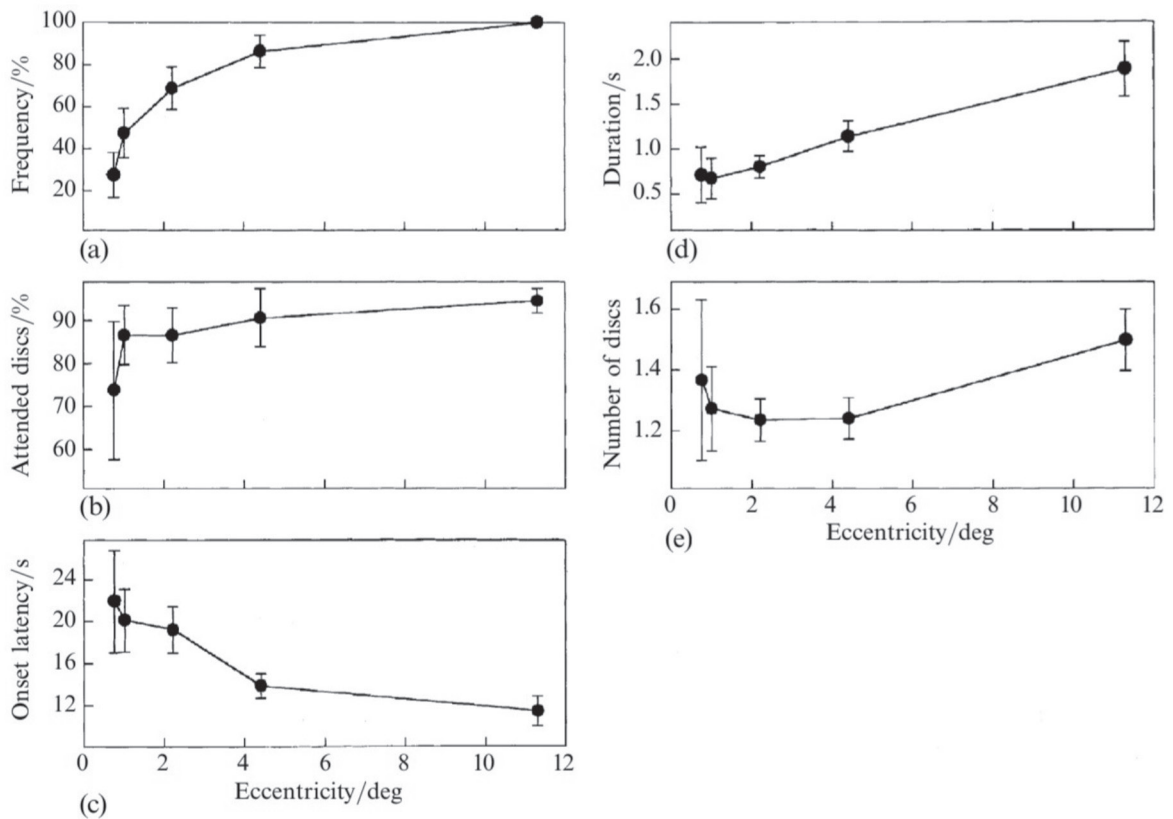 100
80
60
40
20
Frequency/%
(a)
90
80
70
60
Attended discs/%
(b)
24
20
16
12
Onset latency/s
0 2 4 6 8 10 12
Eccentricity/deg
(c)
2.0
1.5
1.0
0.5
Duration/s
(d)
1.6
1.4
1.2
Number of discs
0 2 4 6 8 10 12
Eccentricity/deg
(e)